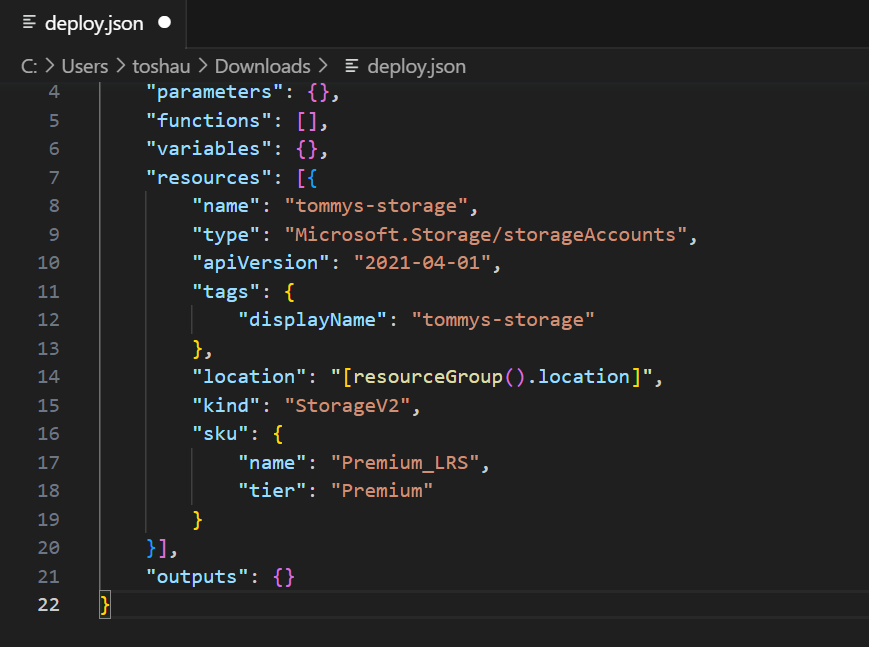 deploy.json
C: > Users > toshau > Downloads > deploy.json
4 "parameters": {},
5 "functions": [],
6 "variables": {},
7 "resources": [{
8 "name": "tommys-storage",
9 "type": "Microsoft.Storage/storageAccounts",
10 "apiVersion": "2021-04-01",
11 "tags": {
12 "displayName": "tommys-storage"
13 },
14 "location": "[resourceGroup().location]",
15 "kind": "StorageV2",
16 "sku": {
17 "name": "Premium_LRS",
18 "tier": "Premium"
19 }
20 }],
21 "outputs": {}
22 }